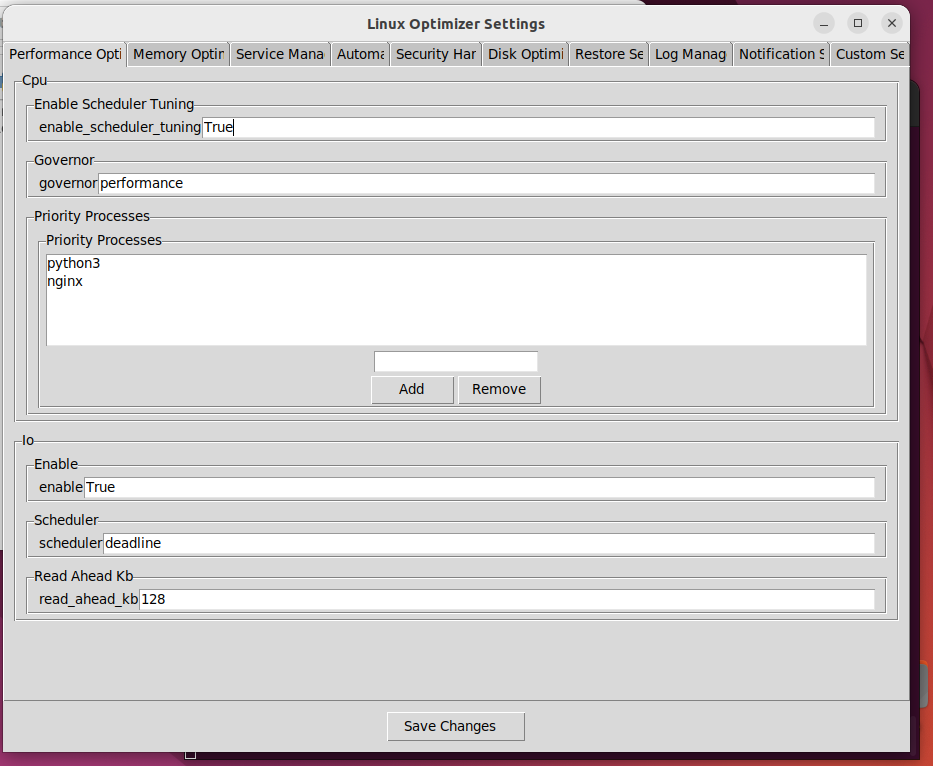 Linux Optimizer Settings
Performance Opti Memory Optin Service Mana Automa Security Har Disk Optimi Restore Se Log Manag Notification S Custom Se
Cpu
Enable Scheduler Tuning
enable_scheduler_tuning True
Governor
governor performance
Priority Processes
Priority Processes
python3
nginx
Add Remove
Io
Enable
enable True
Scheduler
scheduler deadline
Read Ahead Kb
read_ahead_kb 128
Save Changes